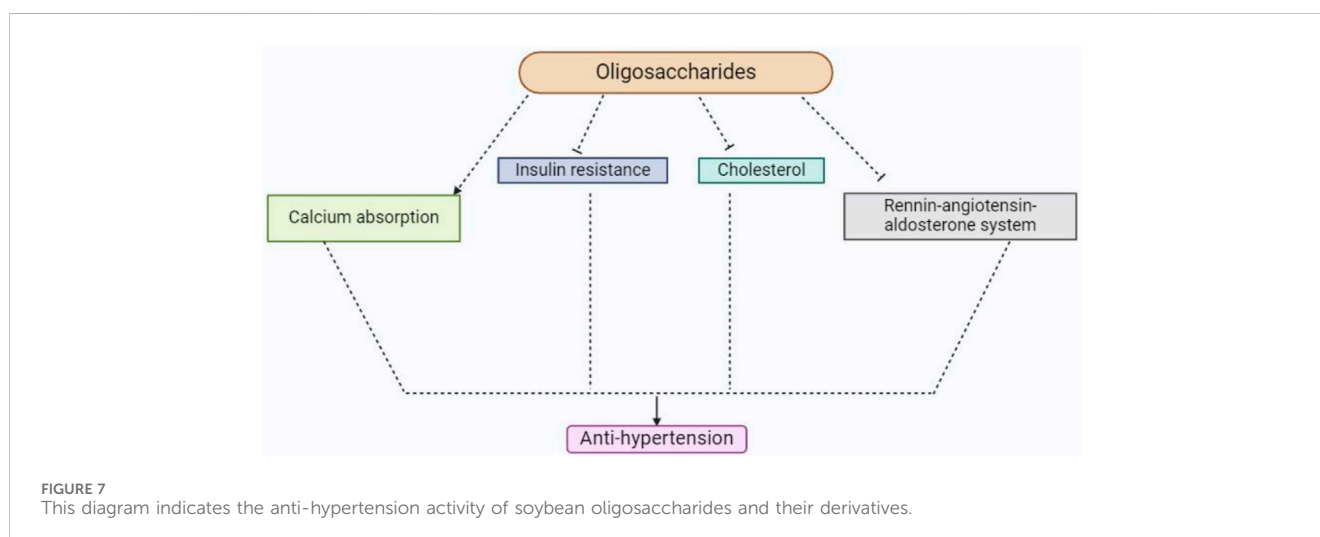 Oligosaccharides
Insulin resistance
Cholesterol
Calcium absorption
Rennin-angiotensin-
aldosterone system
Anti-hypertension
FIGURE 7
This diagram indicates the anti-hypertension activity of soybean oligosaccharides and their derivatives.